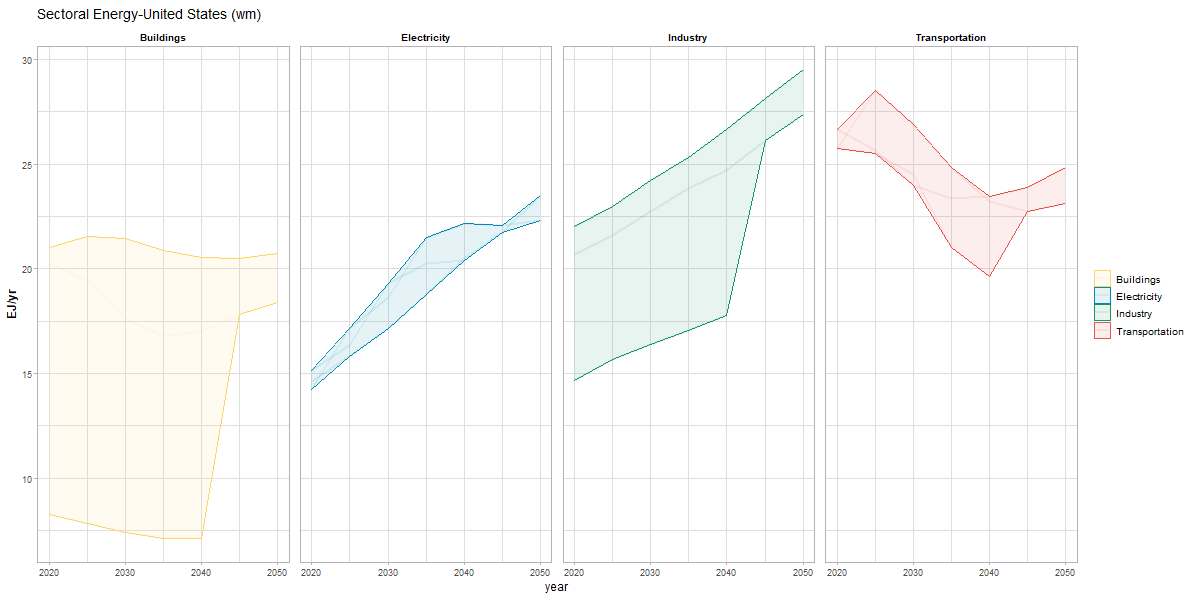 Sectoral Energy-United States (wm)
Buildings
Electricity
Industry
Transportation
EJ/yr
30
25
20
15
10
2020 2030 2040 2050
2020 2030 2040 2050
2020 2030 2040 2050
2020 2030 2040 2050
year
Buildings
Electricity
Industry
Transportation